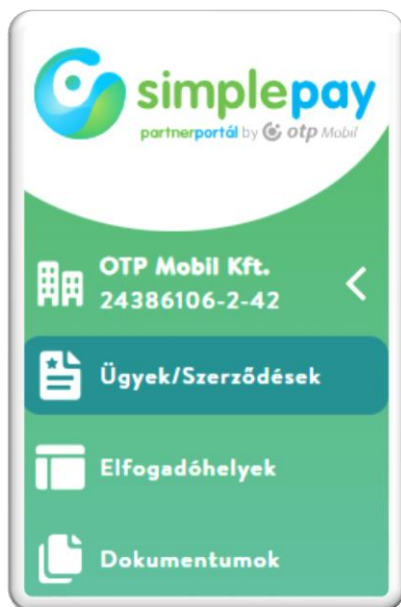 simplepay
partnerportál by otp Mobil
OTP Mobil Kft.
24386106-2-42
Ügyek/Szerződések
Elfogadóhelyek
Dokumentumok